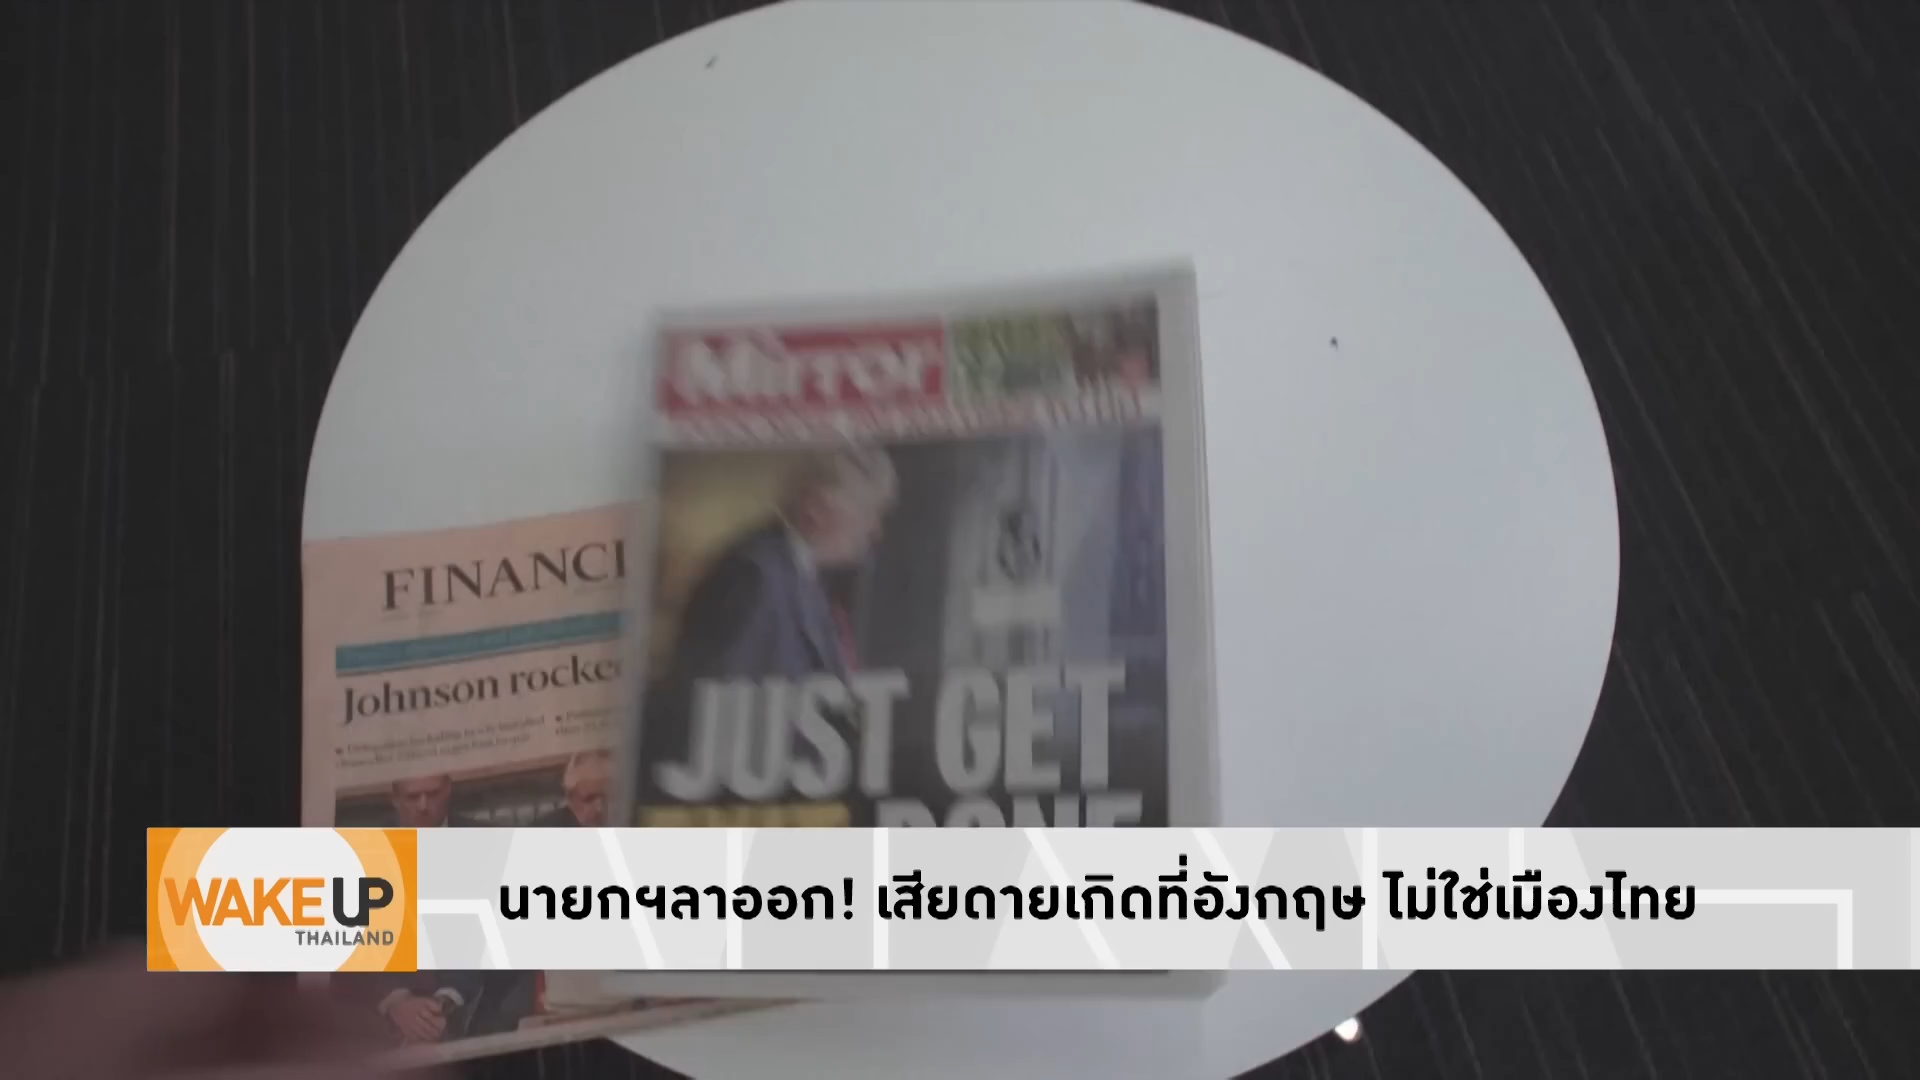 Mirror
FINANCI
Johnson rocke
JUST GET
DONE
WAKE UP
THAILAND
นายกฯลาออก! เสียดายเกิดที่อังกฤษ ไม่ใช่เมืองไทย